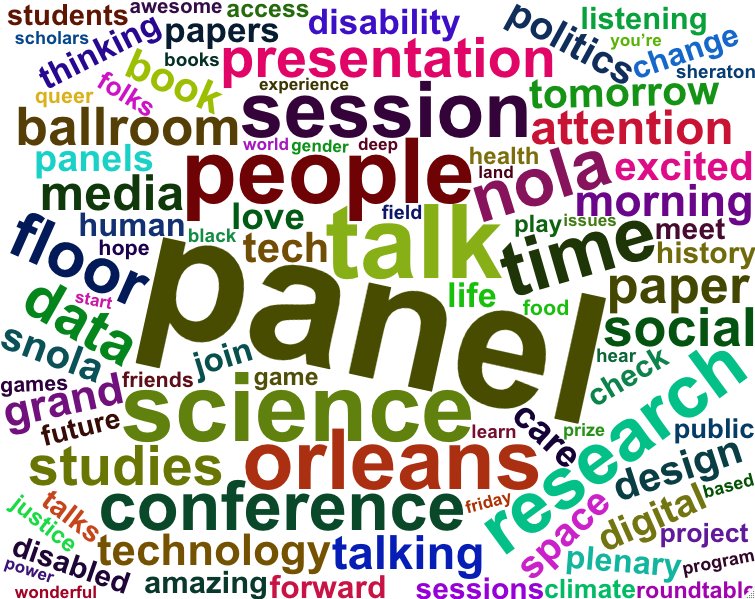 students
awesome
access
scholars
thinking
papers
disability
politics
listening
you're
change
sheraton
books
book
presentation
experience
queer
folks
tomorrow
ballroom
session
attention
world
gender
deep
panels
people
health
land
nola
excited
media
morning
human
love
field
play
issues
meet
black
hope
tech
talk
time
history
floor
panel
start
life
food
paper
data
social
snola
join
hear
check
games
friends
game
grand
future
science
learn
care
prize
research
public
studies
orleans
design
based
conference
friday
space
digital
talks
justice
technology
talking
project
plenary
program
disabled
power
wonderful
amazing
forward
sessions
climate
roundtable